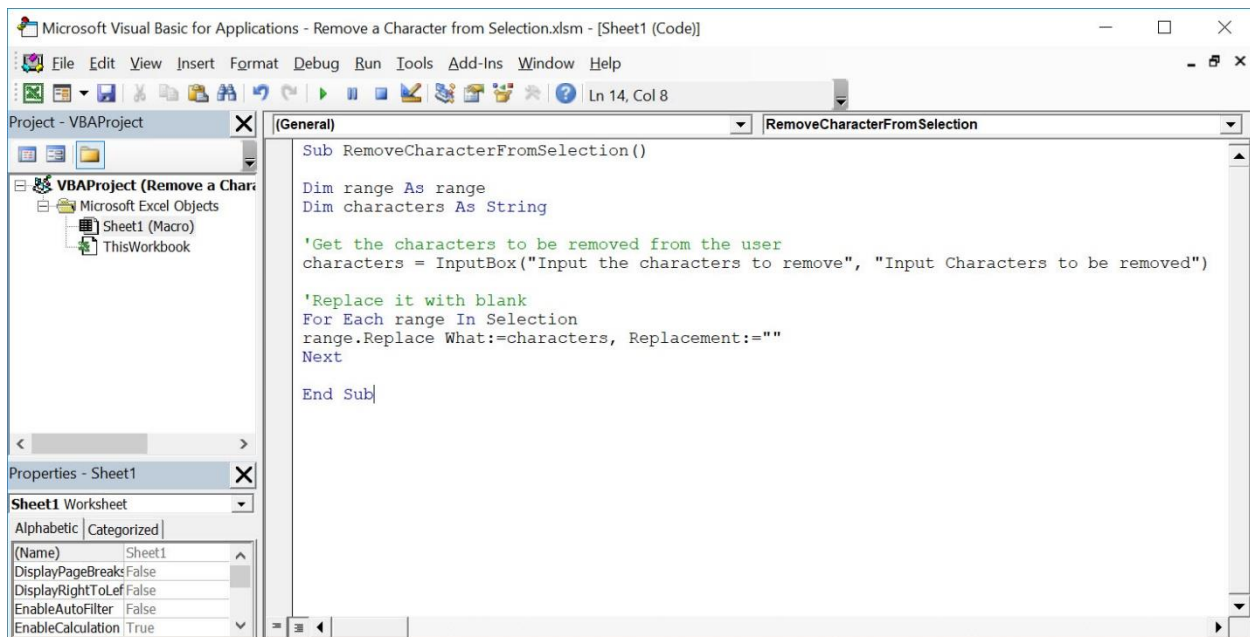 Microsoft Visual Basic for Applications - Remove a Character from Selection.xlsm - [Sheet1 (Code)]
File Edit View Insert Format Debug Run Tools Add-Ins Window Help
Ln 14, Col 8
Project - VBAProject
(General) RemoveCharacterFromSelection
VBAProject (Remove a Chara
Microsoft Excel Objects
Sheet1 (Macro)
ThisWorkbook
Sub RemoveCharacterFromSelection()
Dim range As range
Dim characters As String
'Get the characters to be removed from the user
characters = InputBox("Input the characters to remove", "Input Characters to be removed")
'Replace it with blank
For Each range In Selection
range.Replace What:=characters, Replacement:=""
Next
End Sub
Properties - Sheet1
Sheet1 Worksheet
Alphabetic Categorized
(Name) Sheet1
DisplayPageBreaks False
DisplayRightToLef False
EnableAutoFilter False
EnableCalculation True